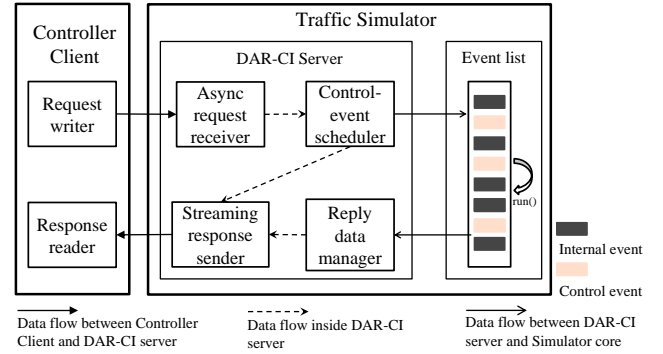 Controller
Client
Traffic Simulator
DAR-CI Server
Event list
Request
writer
Async
request
receiver
Control-
event
scheduler
Response
reader
Streaming
response
sender
Reply
data
manager
run()
Internal event
Control event
Data flow between Controller
Client and DAR-CI server
Data flow inside DAR-CI
server
Data flow between DAR-CI
server and Simulator core